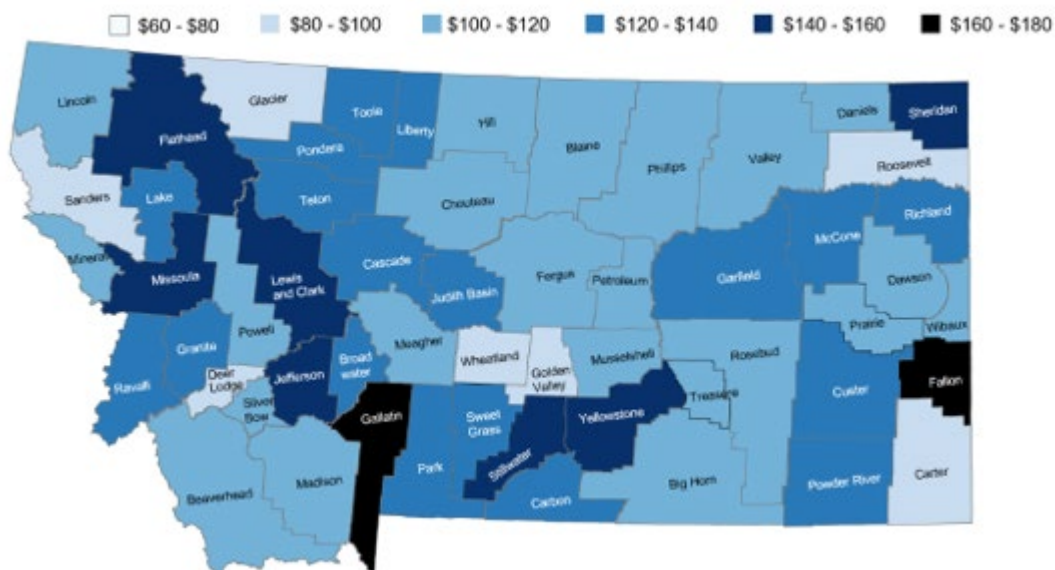 $60 - $80 $80 - $100 $100 - $120 $120 - $140 $140 - $160 $160 - $180
Lincoln
Glacier
Flathead
Toole
Liberty
Hill
Blaine
Phillips
Valley
Daniels
Sheridan
Roosevelt
Pondera
Sanders
Lake
Teton
Chouteau
Richland
McCone
Mineral
Missoula
Lewis
and Clark
Cascade
Judith Basin
Fergus
Petroleum
Garfield
Dawson
Powell
Granite
Ravalli
Deer
Lodge
Silver
Bow
Jefferson
Broad
water
Meagher
Wheatland
Golden
Valley
Musselshell
Rosebud
Treasure
Prairie
Wibaux
Custer
Fallon
Gallatin
Sweet
Grass
Stillwater
Yellowstone
Park
Carbon
Big Horn
Powder River
Carter
Beaverhead
Madison